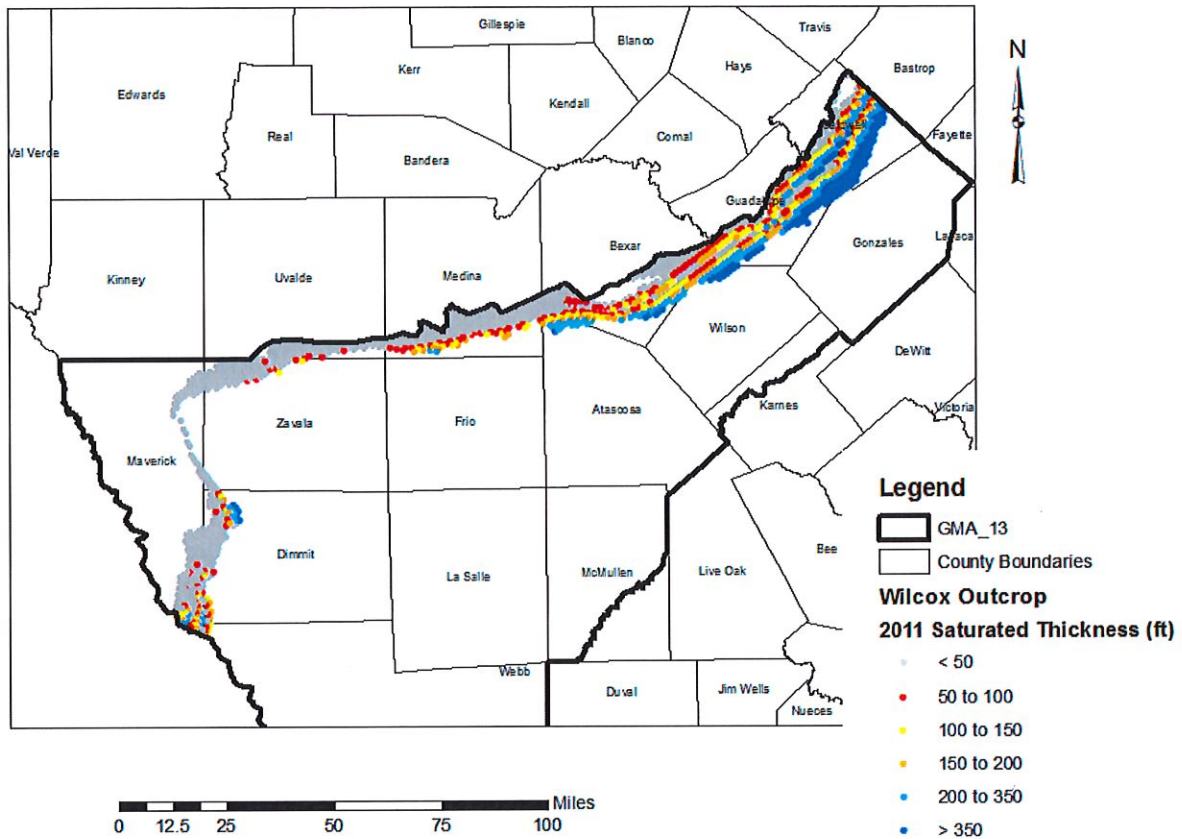 Gillespie
Travis
Blanco
N
Hays
Bastrop
Kerr
Edwards
Kendall
Real
Comal
Fayette
Val Verde
Bandera
Guadalupe
Bexar
Gonzales
Lavaca
Kinney
Uvalde
Medina
Wilson
DeWitt
Karnes
Victoria
Zavala
Frio
Atascosa
Maverick
Legend
GMA_13
Dimmit
Bee
County Boundaries
La Salle
McMullen
Live Oak
Wilcox Outcrop
2011 Saturated Thickness (ft)
Webb
< 50
Duval
Jim Wells
50 to 100
Nueces
100 to 150
150 to 200
Miles
200 to 350
0 12.5 25 50 75 100
> 350